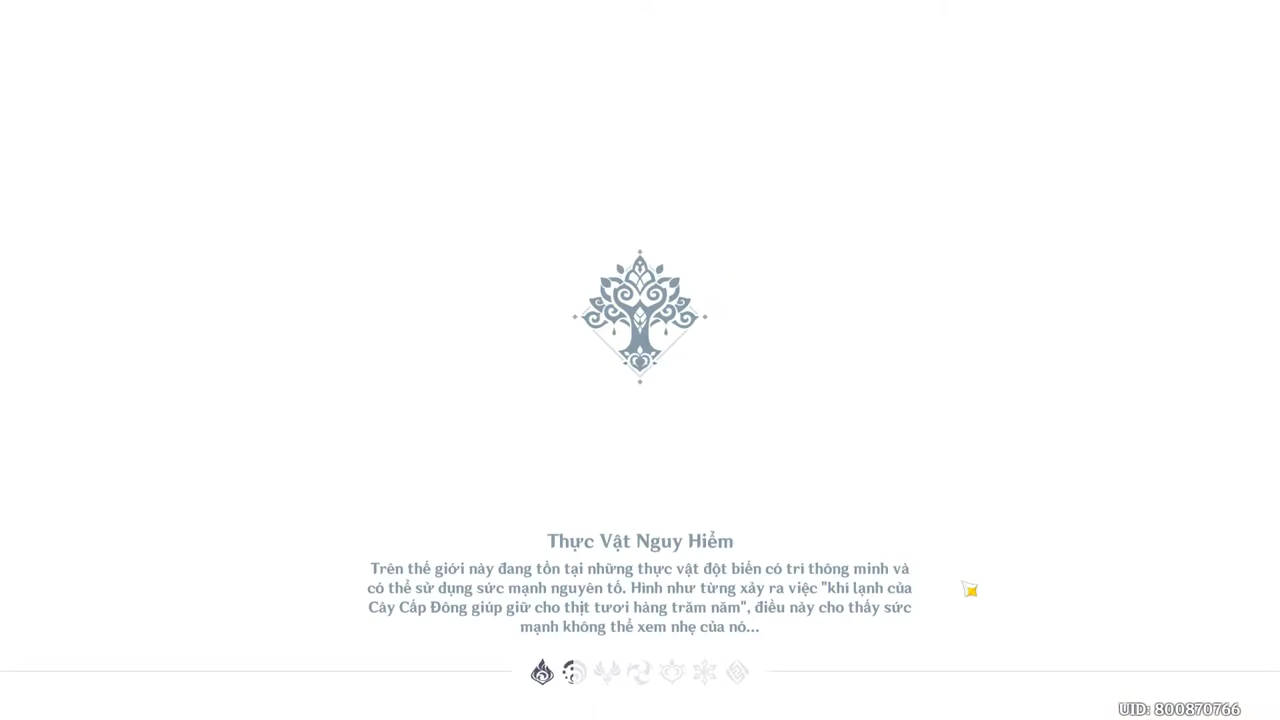 Thực Vật Nguy Hiểm
Trên thế giới này đang tồn tại những thực vật đột biến có trí thông minh và
có thể sử dụng sức mạnh nguyên tố. Hình như từng xảy ra việc "khí lạnh của
Cây Cấp Đông giúp giữ cho thịt tươi hàng trăm năm", điều này cho thấy sức
mạnh không thể xem nhẹ của nó...
UID: 800870766